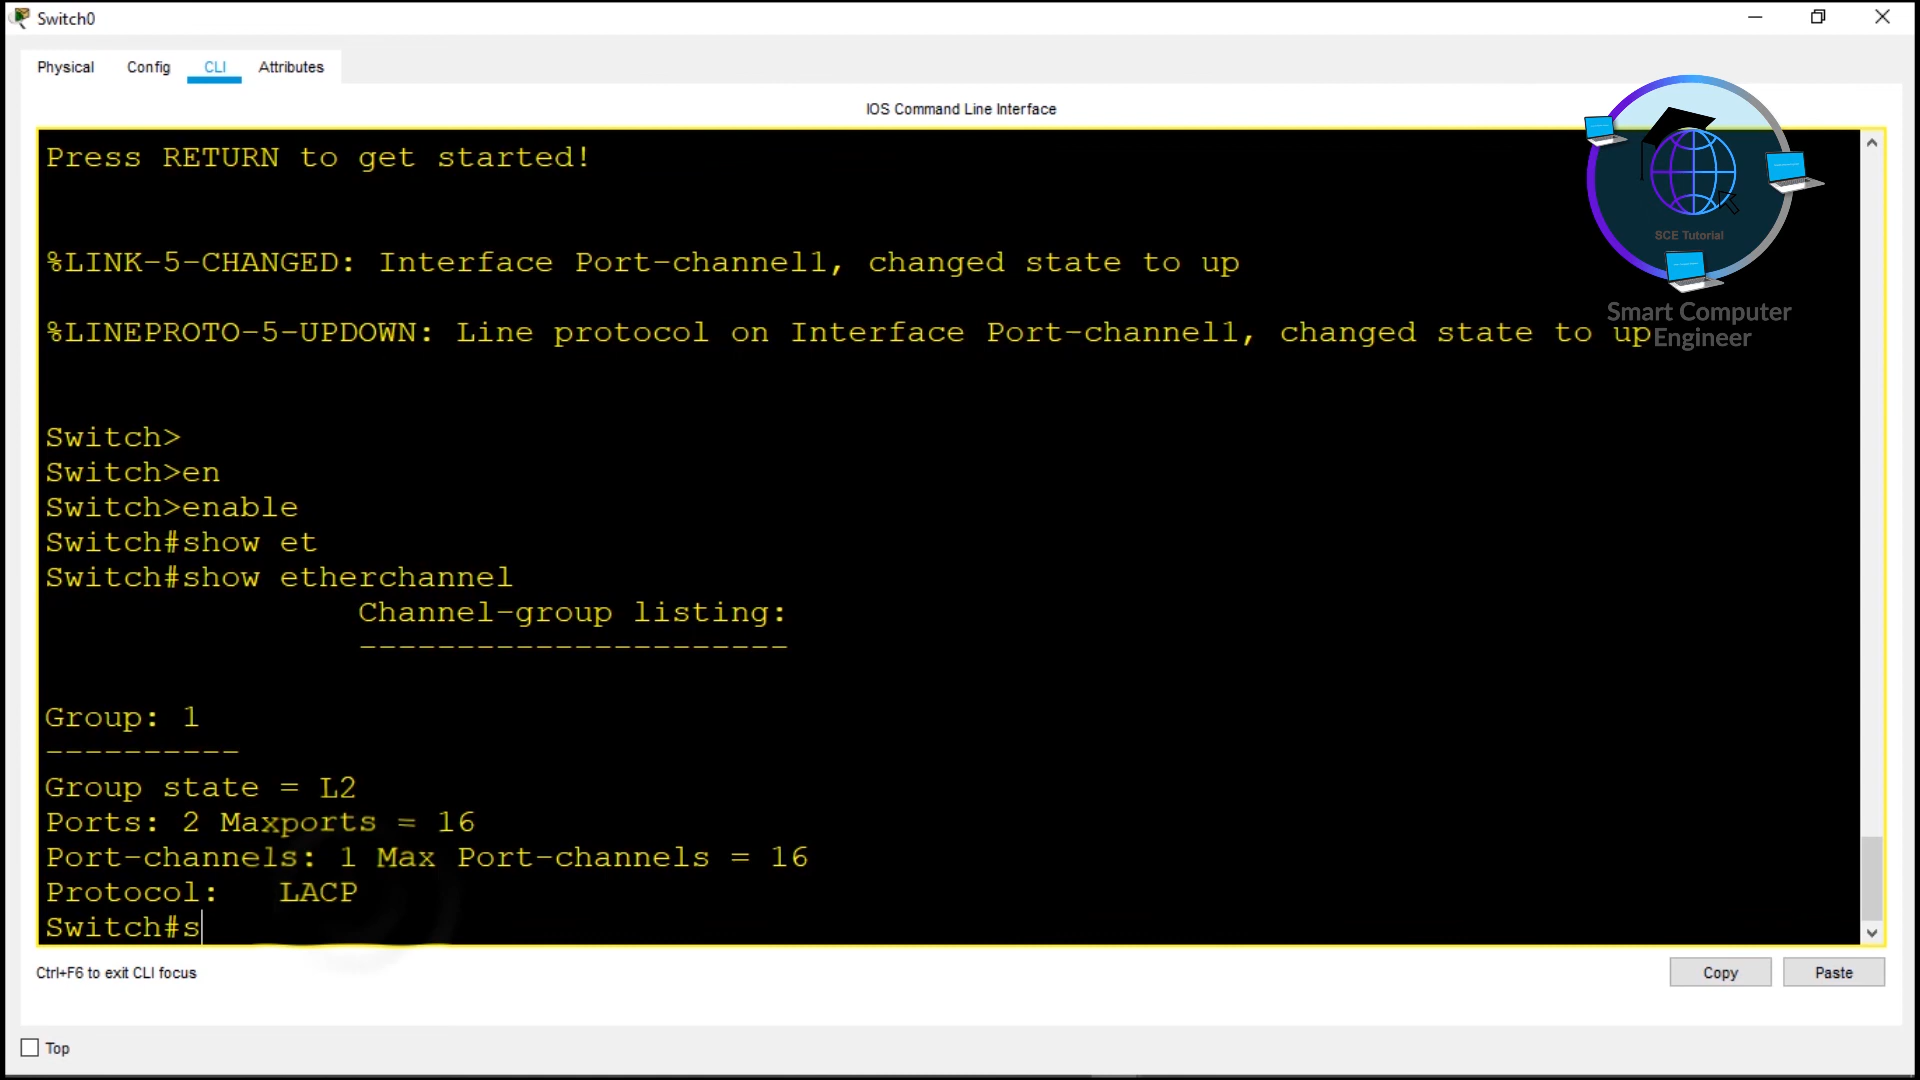 Switch0
Physical Config CLI Attributes
IOS Command Line Interface
Press RETURN to get started!
%LINK-5-CHANGED: Interface Port-channel1, changed state to up
%LINEPROTO-5-UPDOWN: Line protocol on Interface Port-channel1, changed state to up
Switch>
Switch>en
Switch>enable
Switch#show et
Switch#show etherchannel
Channel-group listing:
----------------------
Group: 1
----------
Group state = L2
Ports: 2 Maxports = 16
Port-channels: 1 Max Port-channels = 16
Protocol: LACP
Switch#s
SCE Tutorial
Smart Computer
Engineer
Ctrl+F6 to exit CLI focus
Copy Paste
Top